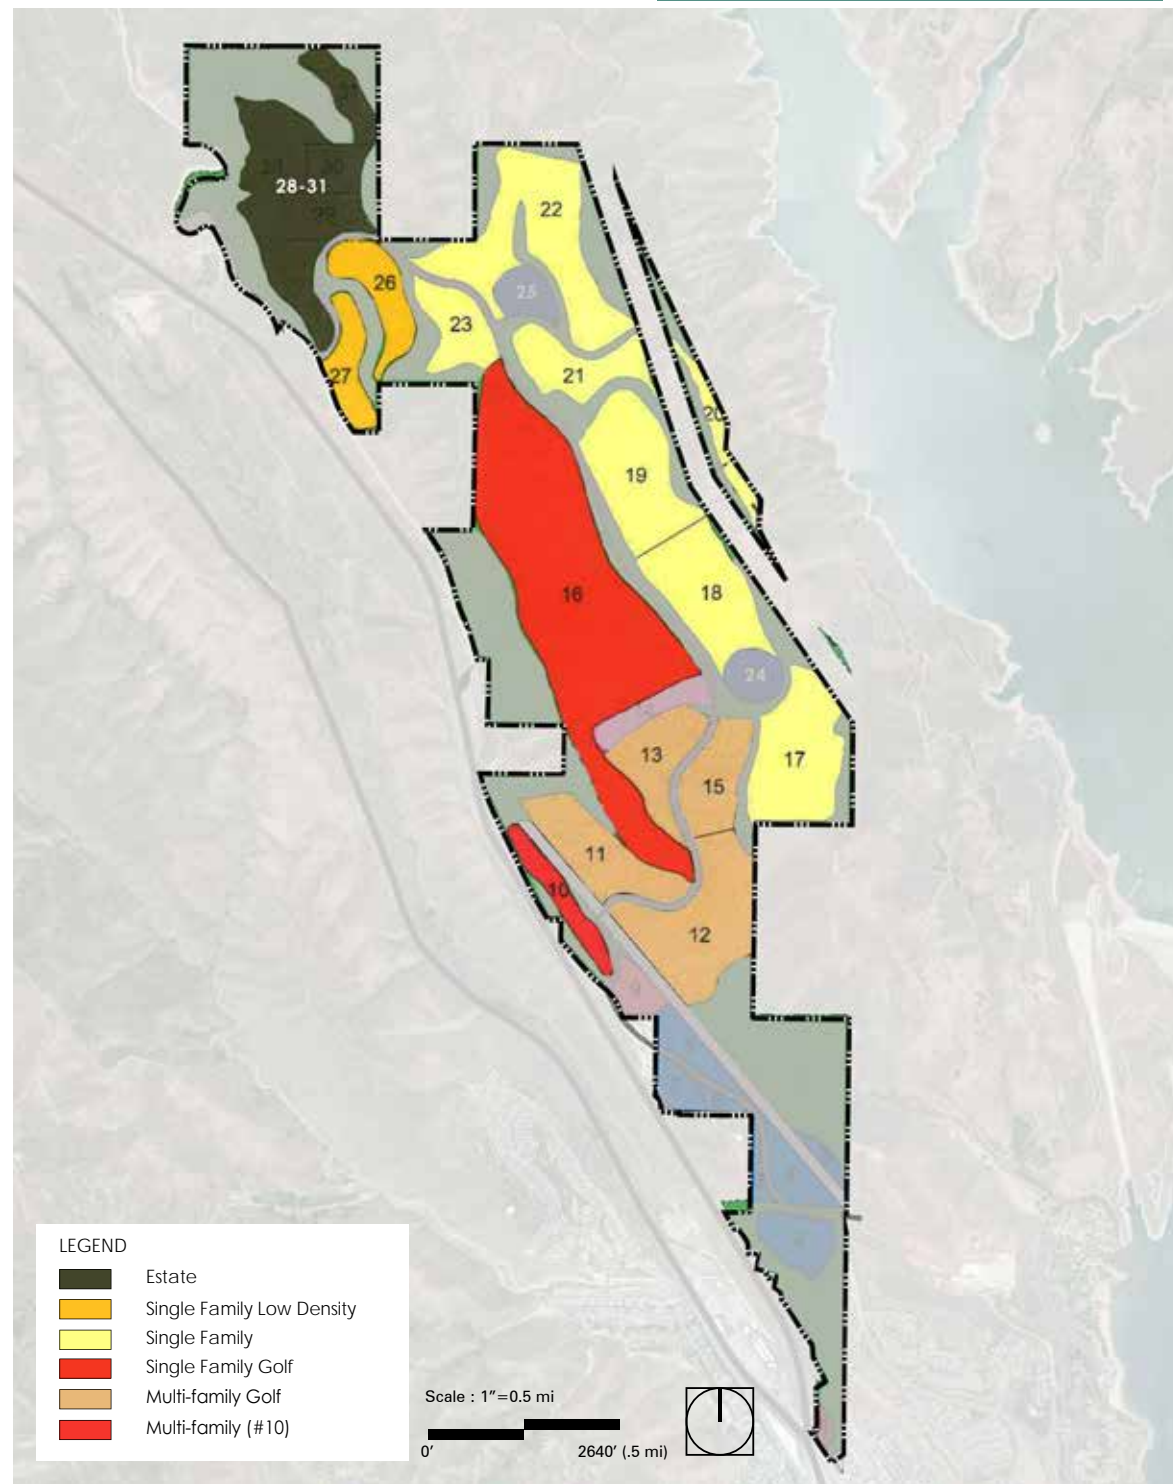 28-31
22
26
25
23
27
21
20
19
16
18
24
13
17
15
11
10
12
LEGEND
Estate
Single Family Low Density
Single Family
Single Family Golf
Multi-family Golf
Multi-family (#10)
Scale : 1"=0.5 mi
0'
2640' (.5 mi)